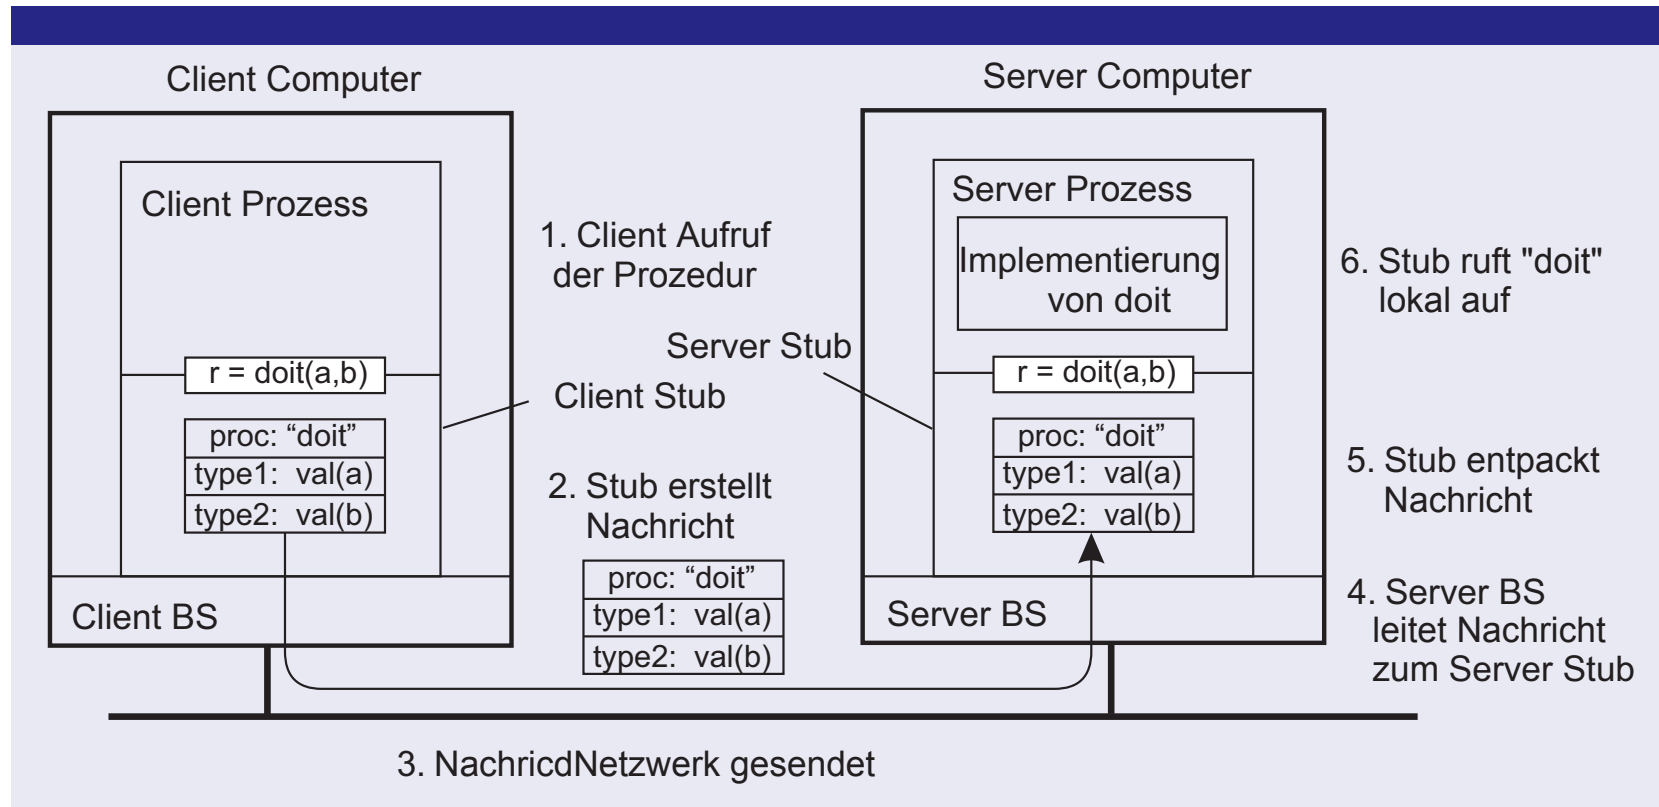 Client Computer
Server Computer
Client Prozess
1. Client Aufruf
der Prozedur
r = doit(a,b)
Client Stub
proc: “doit”
type1: val(a)
type2: val(b)
2. Stub erstellt
Nachricht
proc: “doit”
type1: val(a)
type2: val(b)
Client BS
Server Prozess
Implementierung
von doit
6. Stub ruft "doit"
lokal auf
Server Stub
r = doit(a,b)
proc: “doit”
type1: val(a)
type2: val(b)
5. Stub entpackt
Nachricht
Server BS
4. Server BS
leitet Nachricht
zum Server Stub
3. NachricdNetzwerk gesendet